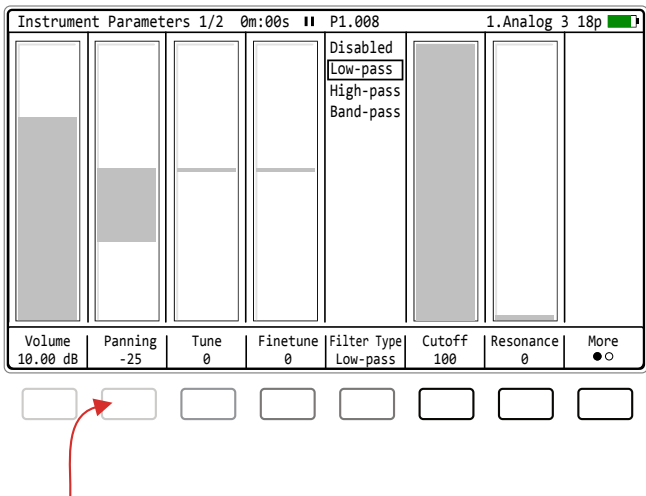 Instrument Parameters 1/2 0m:00s P1.008 1.Analog 3 18p
Disabled
Low-pass
High-pass
Band-pass
Volume Panning Tune Finetune Filter Type Cutoff Resonance More
10.00 dB -25 0 0 Low-pass 100 0